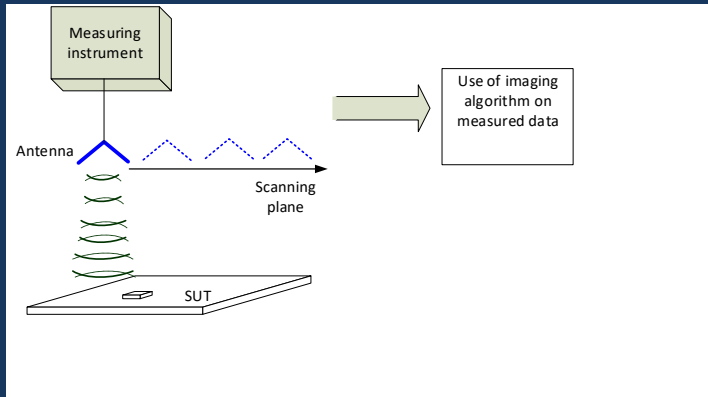 Measuring
instrument
Antenna
Scanning
plane
SUT
Use of imaging
algorithm on
measured data